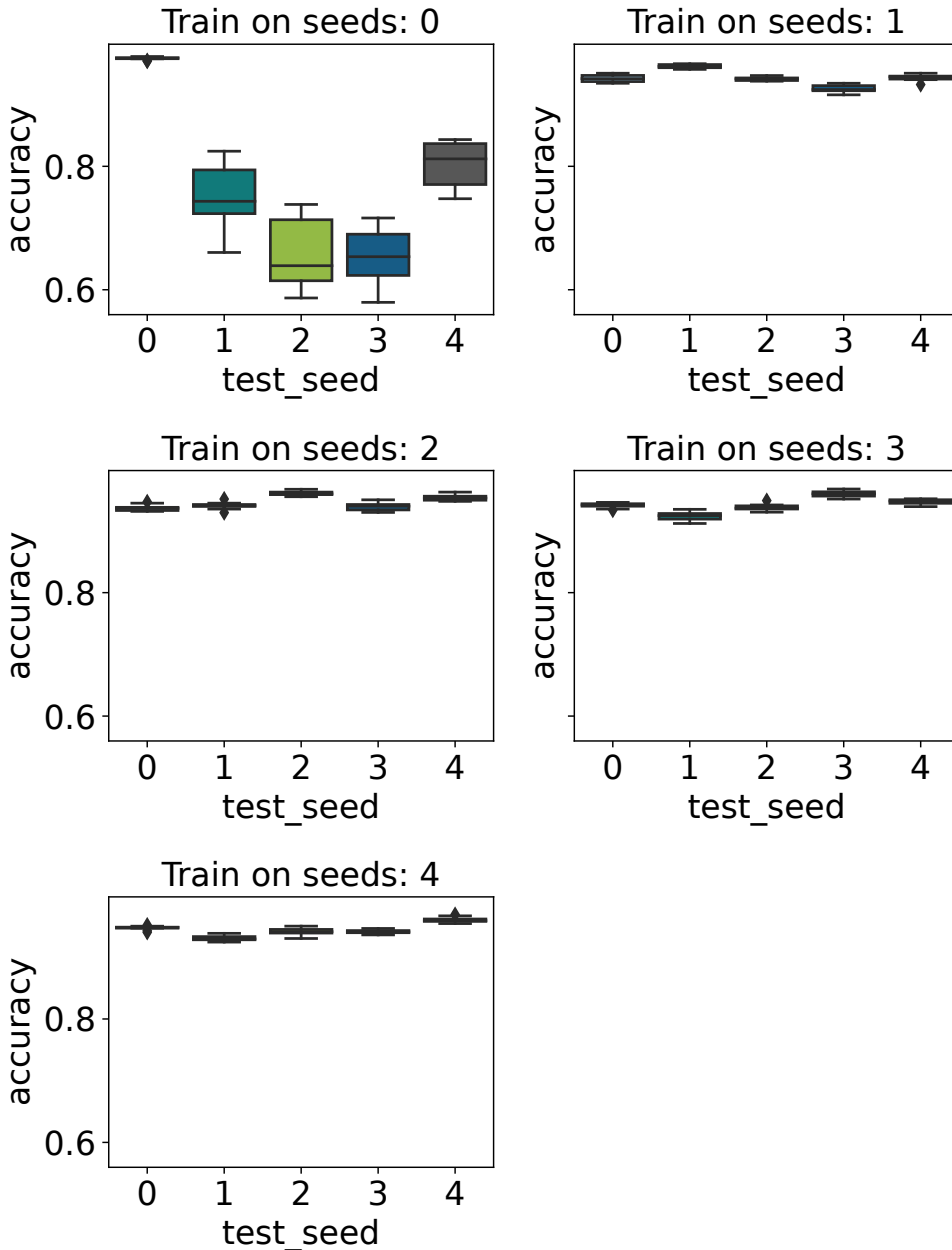 Train on seeds: 0
accuracy
0.8
0.6
0 1 2 3 4
test_seed
Train on seeds: 1
accuracy
0 1 2 3 4
test_seed
Train on seeds: 2
accuracy
0.8
0.6
0 1 2 3 4
test_seed
Train on seeds: 3
accuracy
0 1 2 3 4
test_seed
Train on seeds: 4
accuracy
0.8
0.6
0 1 2 3 4
test_seed